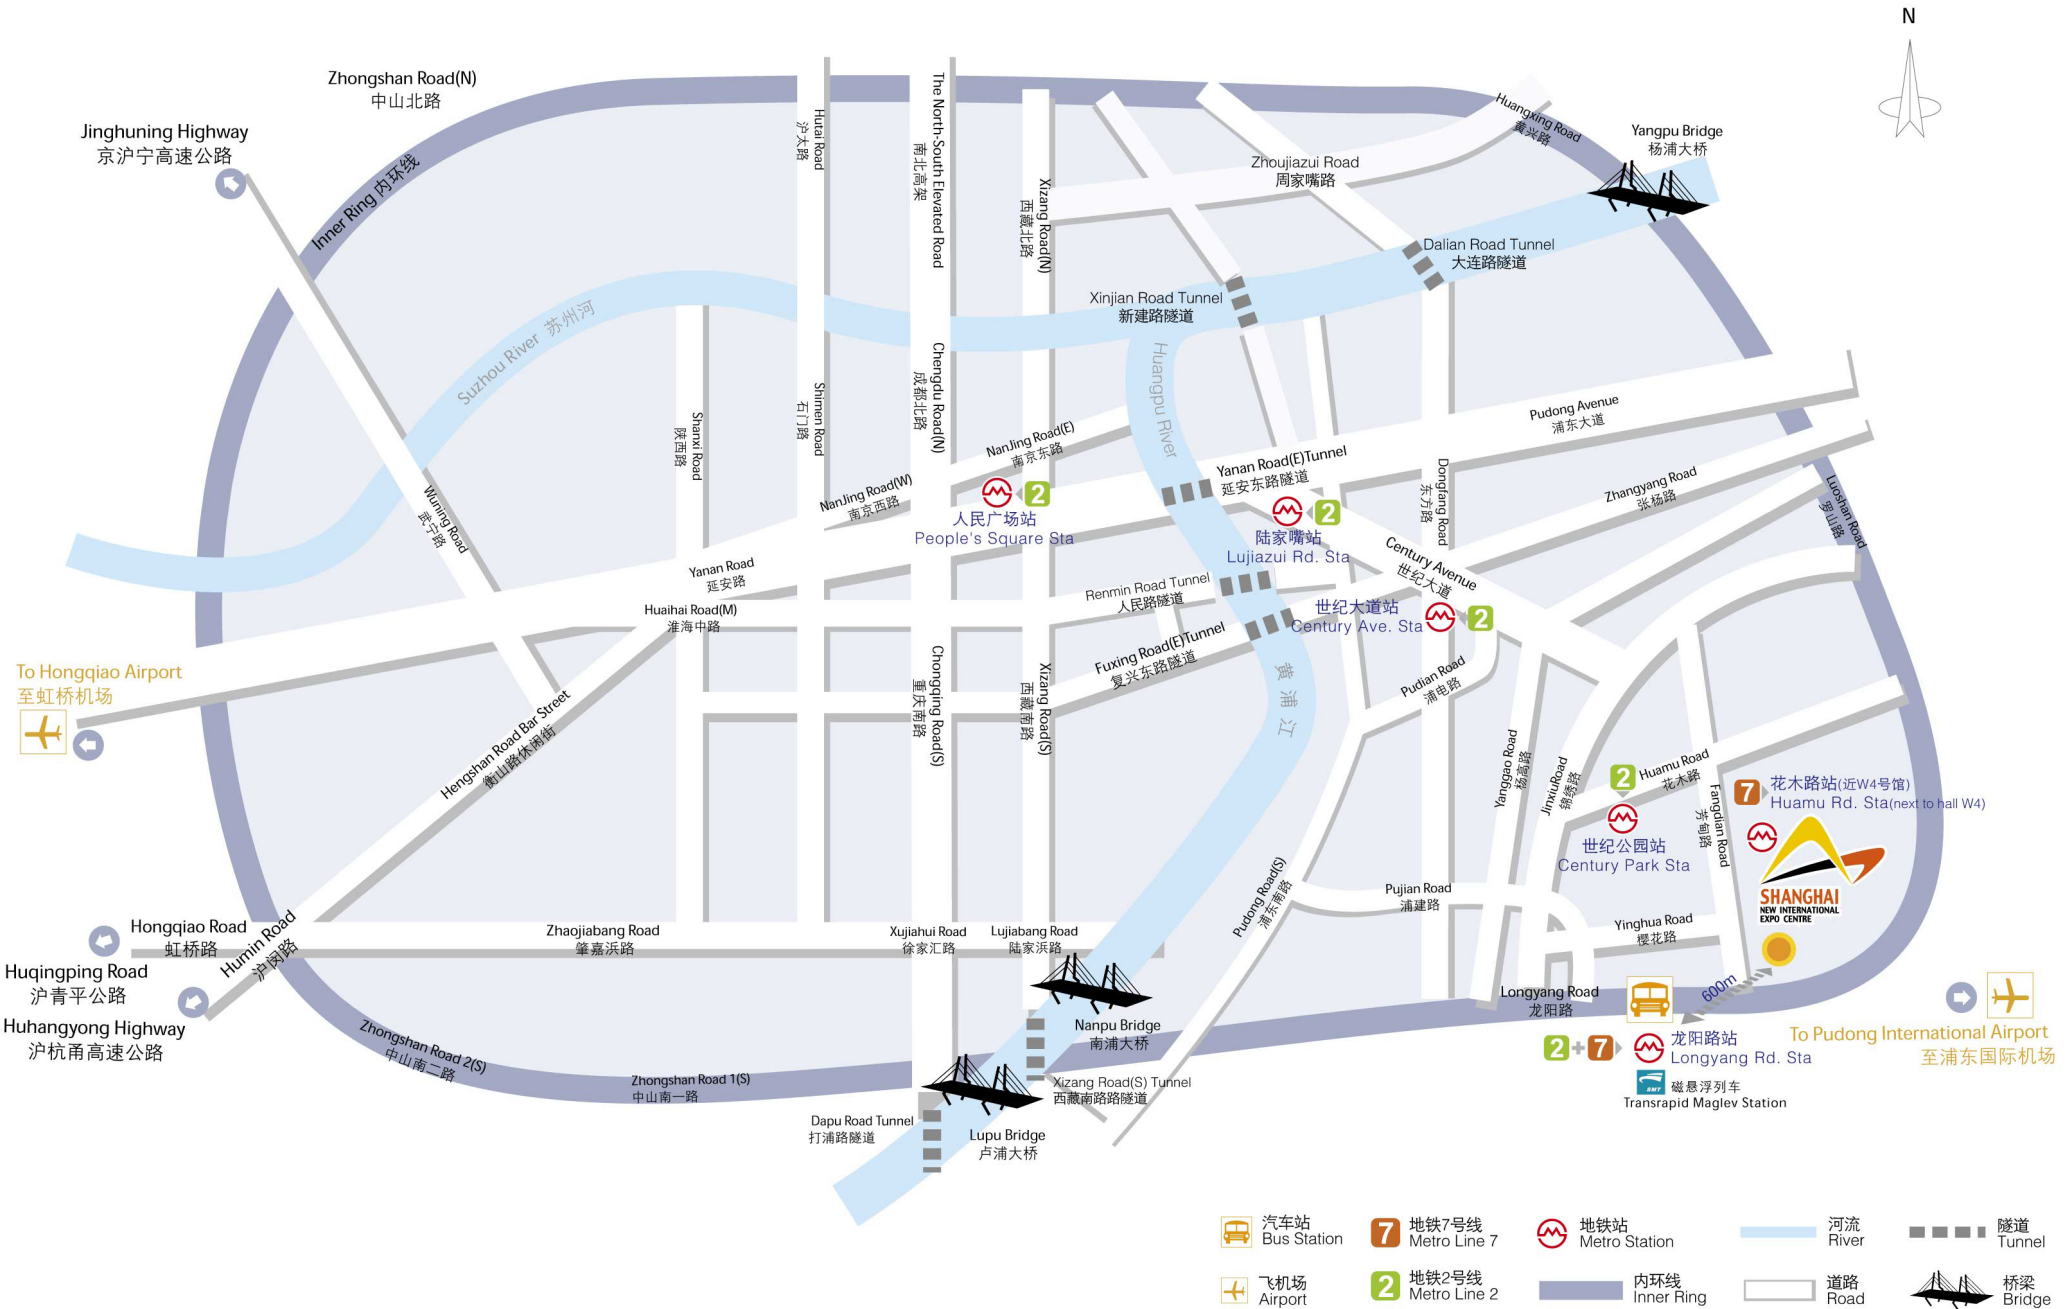 N
Zhongshan Road(N)
中山北路
Jinghuning Highway
京沪宁高速公路
Inner Ring 内环线
Hutai Road
沪太路
The North-South Elevated Road
南北高架
Xizang Road(N)
西藏北路
Zhoujiazui Road
周家嘴路
Huangxing Road
黄兴路
Yangpu Bridge
杨浦大桥
Dalian Road Tunnel
大连路隧道
Xinjian Road Tunnel
新建路隧道
Suzhou River 苏州河
Huangpu River
Shanxi Road
陕西路
Shimen Road
石门路
Chengdu Road(N)
成都北路
NanJing Road(E)
南京东路
NanJing Road(W)
南京西路
2
人民广场站
People's Square Sta
Yanan Road(E)Tunnel
延安东路隧道
2
陆家嘴站
Lujiazui Rd. Sta
Dongfang Road
东方路
Pudong Avenue
浦东大道
Zhangyang Road
张杨路
Luoshan Road
罗山路
Wuning Road
武宁路
Yanan Road
延安路
Huaihai Road(M)
淮海中路
Renmin Road Tunnel
人民路隧道
Century Avenue
世纪大道
世纪大道站
Century Ave. Sta
2
Fuxing Road(E)Tunnel
复兴东路隧道
黄浦江
Pudian Road
浦电路
To Hongqiao Airport
至虹桥机场
Hengshan Road Bar Street
衡山路休闲街
Chongqing Road(S)
重庆南路
Xizang Road(S)
西藏南路
Yanggao Road
杨高路
JinxiuRoad
锦绣路
2
Huamu Road
花木路
世纪公园站
Century Park Sta
Fangdian Road
芳甸路
7
花木路站(近W4号馆)
Huamu Rd. Sta(next to hall W4)
SHANGHAI
NEW INTERNATIONAL
EXPO CENTRE
Pudong Road(S)
浦东南路
Pujian Road
浦建路
Yinghua Road
樱花路
Hongqiao Road
虹桥路
Humin Road
沪闵路
Zhaojiabang Road
肇嘉浜路
Xujiahui Road
徐家汇路
Lujiabang Road
陆家浜路
Huqingping Road
沪青平公路
Huhangyong Highway
沪杭甬高速公路
Zhongshan Road 2(S)
中山南二路
Zhongshan Road 1(S)
中山南一路
Nanpu Bridge
南浦大桥
Xizang Road(S) Tunnel
西藏南路路隧道
Dapu Road Tunnel
打浦路隧道
Lupu Bridge
卢浦大桥
Longyang Road
龙阳路
600m
2+7
龙阳路站
Longyang Rd. Sta
SMT
磁悬浮列车
Transrapid Maglev Station
To Pudong International Airport
至浦东国际机场
汽车站
Bus Station
7
地铁7号线
Metro Line 7
地铁站
Metro Station
河流
River
隧道
Tunnel
飞机场
Airport
2
地铁2号线
Metro Line 2
内环线
Inner Ring
道路
Road
桥梁
Bridge